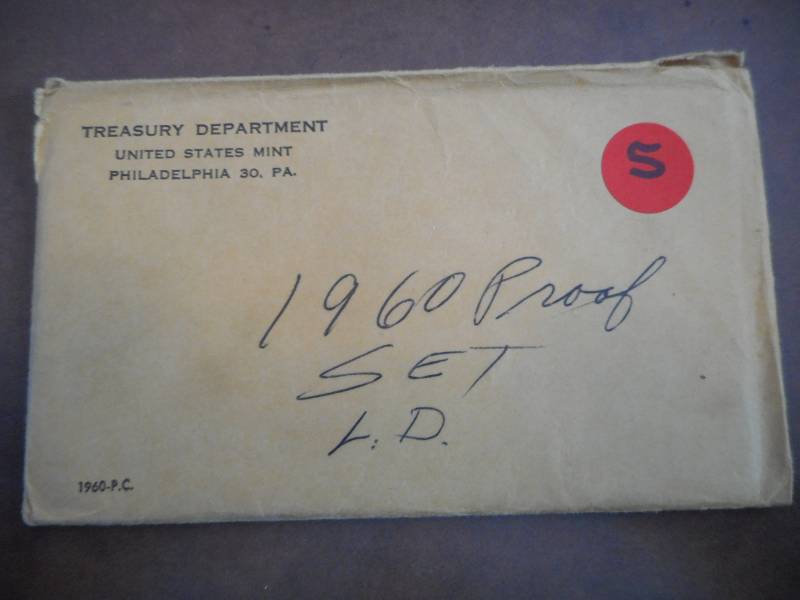 TREASURY DEPARTMENT
UNITED STATES MINT
PHILADELPHIA 30, PA.
S
1960 Proof
SET
L.D.
1960-P.C.